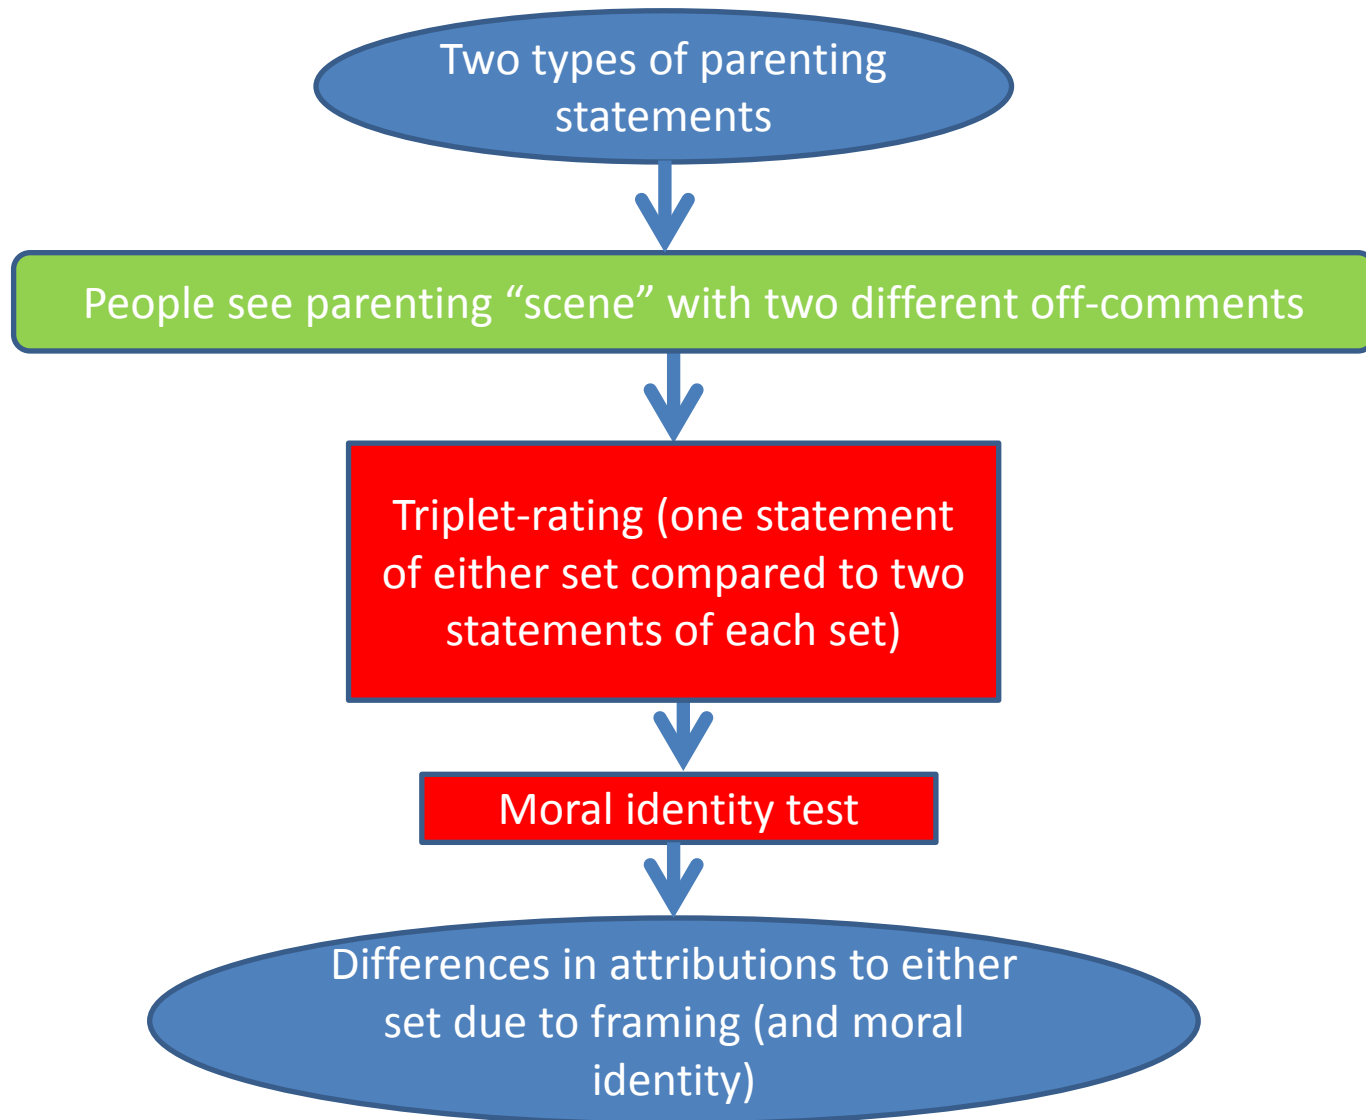 Two types of parenting
statements
People see parenting “scene” with two different off-comments
Triplet-rating (one statement
of either set compared to two
statements of each set)
Moral identity test
Differences in attributions to either
set due to framing (and moral
identity)